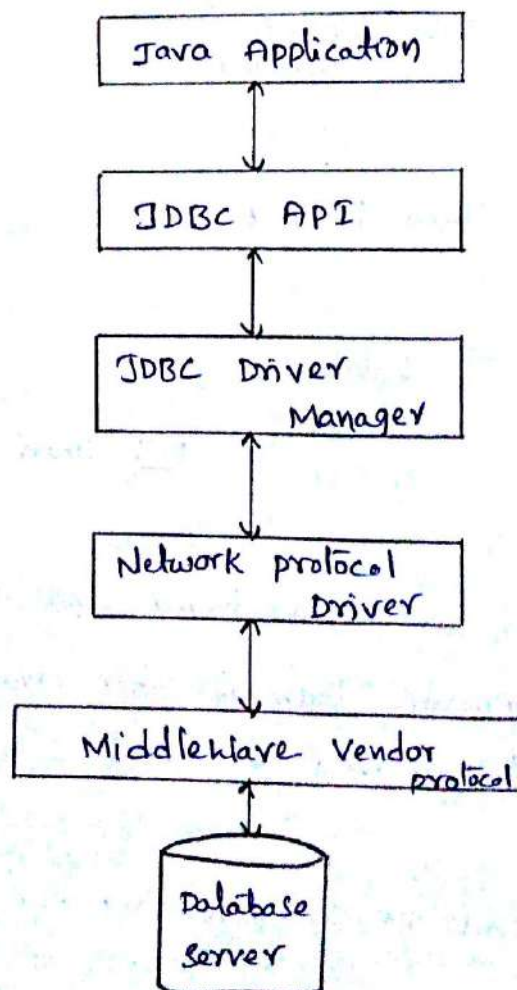 Java Application
JDBC API
JDBC Driver
Manager
Network protocol
Driver
Middleware Vendor
protocol
Database
Server